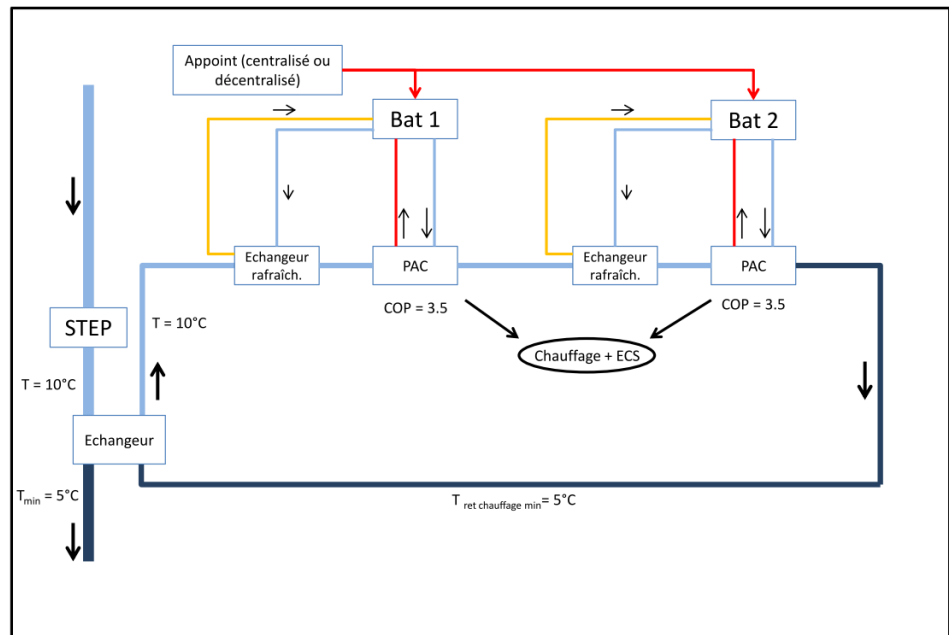 Appoint (centralisé ou
décentralisé)
Bat 1
Bat 2
Echangeur
rafraîch.
PAC
Echangeur
rafraîch.
PAC
COP = 3.5
COP = 3.5
STEP
T = 10°C
Chauffage + ECS
T = 10°C
Echangeur
Tmin = 5°C
T ret chauffage min= 5°C